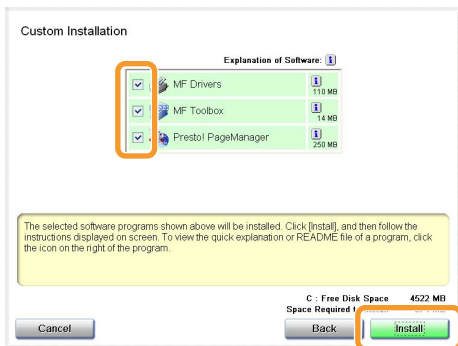 Custom Installation
Explanation of Software:
MF Drivers
110 MB
MF Toolbox
14 MB
Presto! PageManager
250 MB
The selected software programs shown above will be installed. Click [Install], and then follow the
instructions displayed on screen. To view the quick explanation or README file of a program, click
the icon on the right of the program.
C : Free Disk Space 4522 MB
Space Required
Cancel
Back
Install